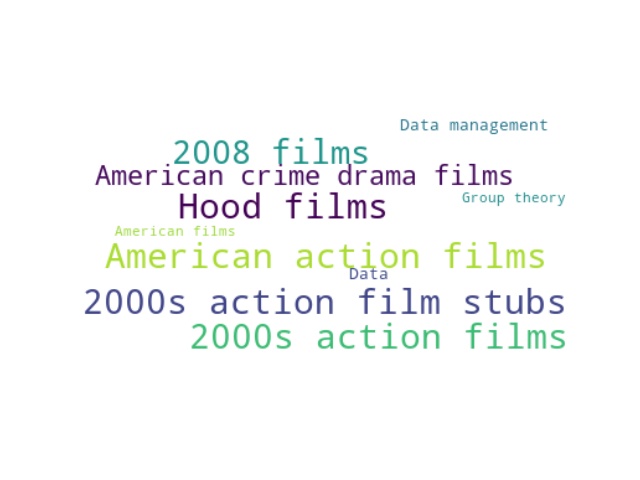 Data management
2008 films
American crime drama films
Group theory
Hood films
American films
American action films
Data
2000s action film stubs
2000s action films